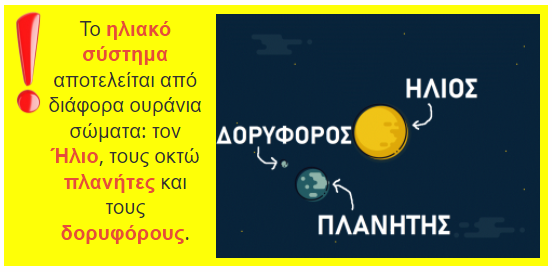 Το ηλιακό
σύστημα
αποτελείται από
διάφορα ουράνια
σώματα: τον
Ήλιο, τους οκτώ
πλανήτες και
τους
δορυφόρους.
ΗΛΙΟΣ
ΔΟΡΥΦΟΡΟΣ
ΠΛΑΝΗΤΗΣ